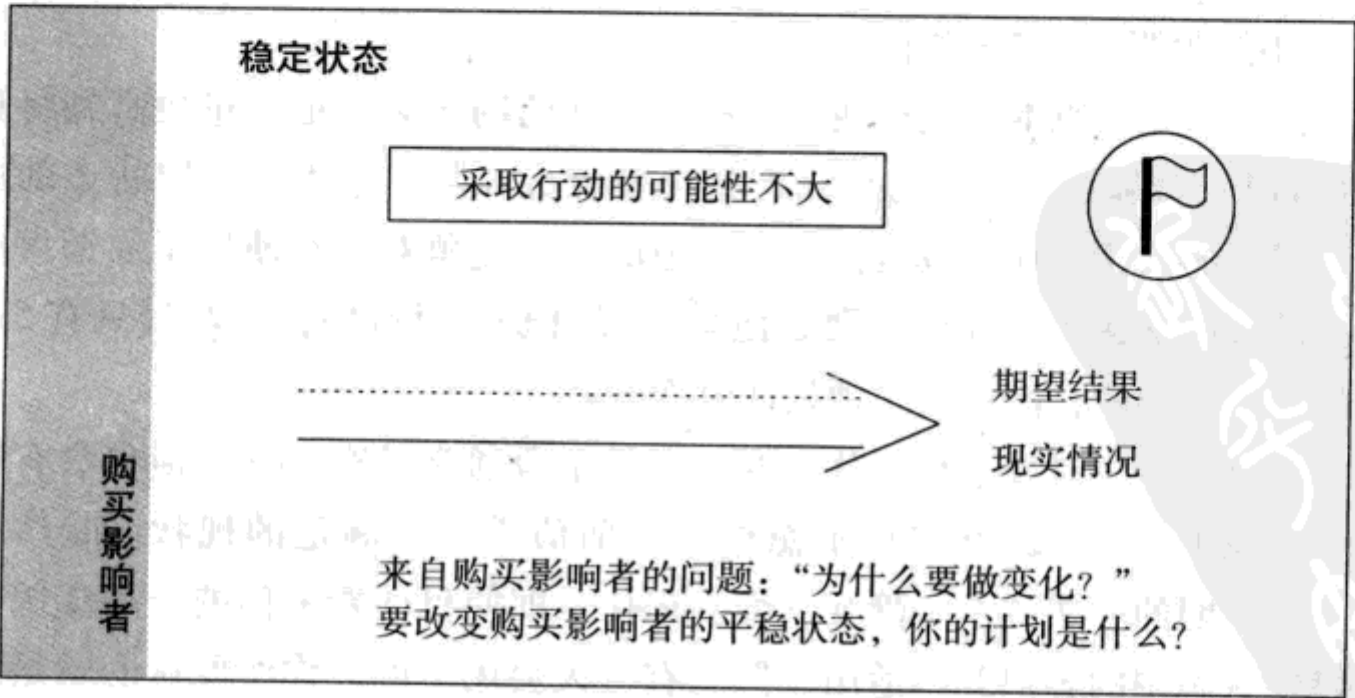 稳定状态
采取行动的可能性不大
期望结果
现实情况
购买影响者
来自购买影响者的问题：“为什么要做变化？”
要改变购买影响者的平稳状态，你的计划是什么？